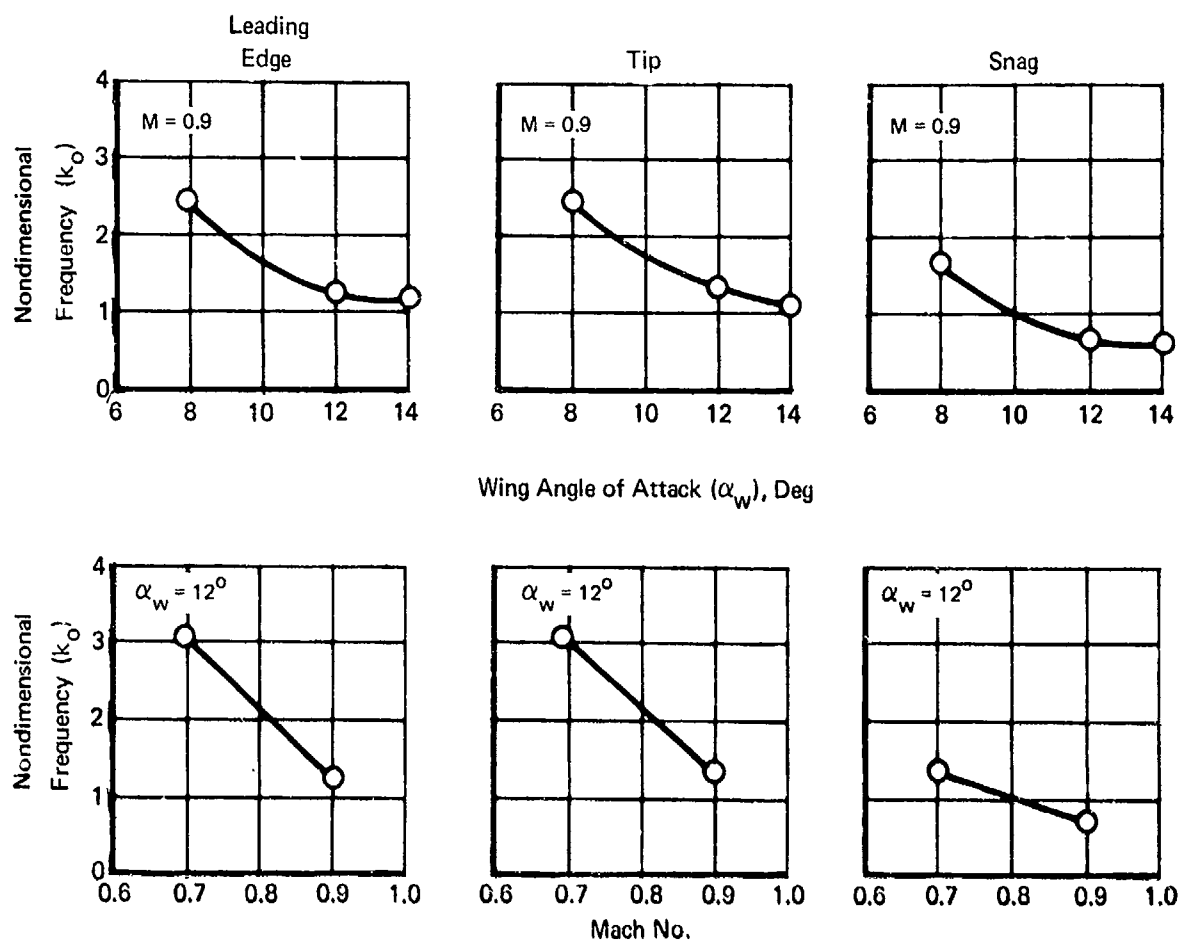 Leading
Edge
Tip
Snag
Nondimensional
Frequency (k_o)
4
3
2
1
0
M = 0.9
M = 0.9
M = 0.9
6 8 10 12 14
6 8 10 12 14
6 8 10 12 14
Wing Angle of Attack (α_w), Deg
Nondimensional
Frequency (k_o)
4
3
2
1
0
α_w = 12°
α_w = 12°
α_w = 12°
0.6 0.7 0.8 0.9 1.0
0.6 0.7 0.8 0.9 1.0
0.6 0.7 0.8 0.9 1.0
Mach No.